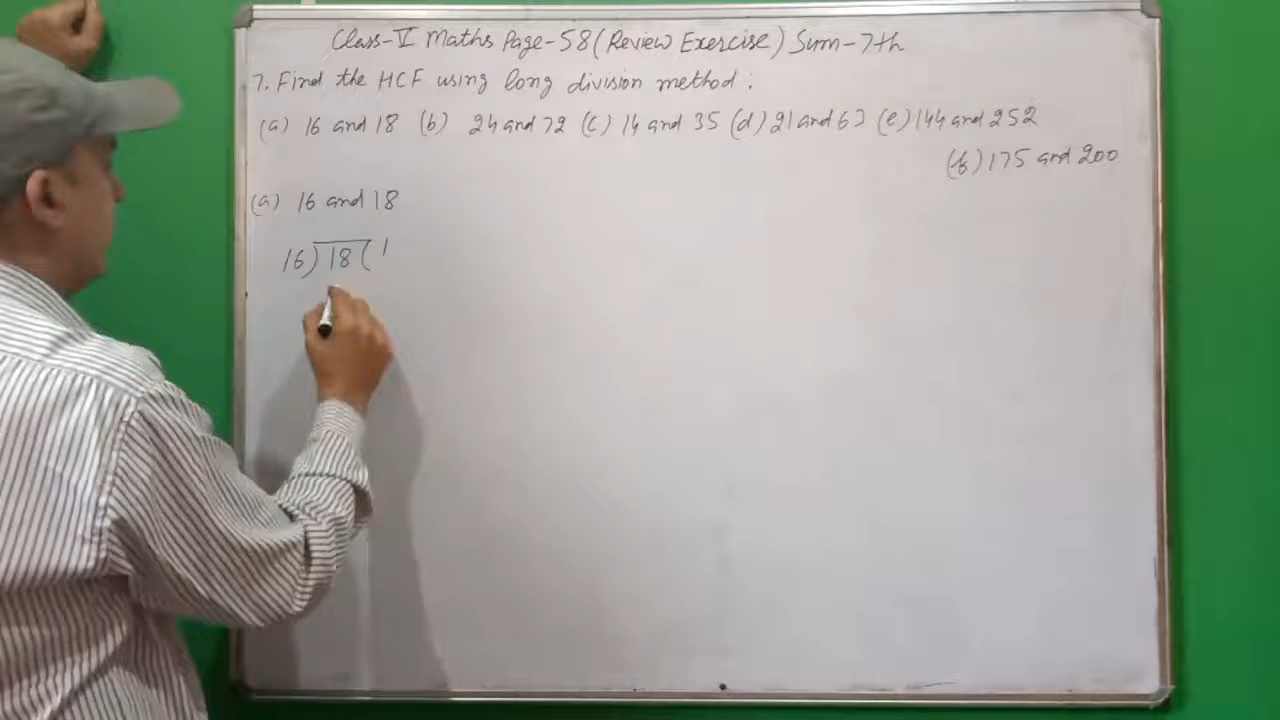 Class-V Maths Page-58 (Review Exercise) Sum-7th
7. Find the HCF using long division method:
(a) 16 and 18 (b) 24 and 72 (c) 14 and 35 (d) 21 and 63 (e) 144 and 252
(f) 175 and 200
(a) 16 and 18
16) 18 ( 1